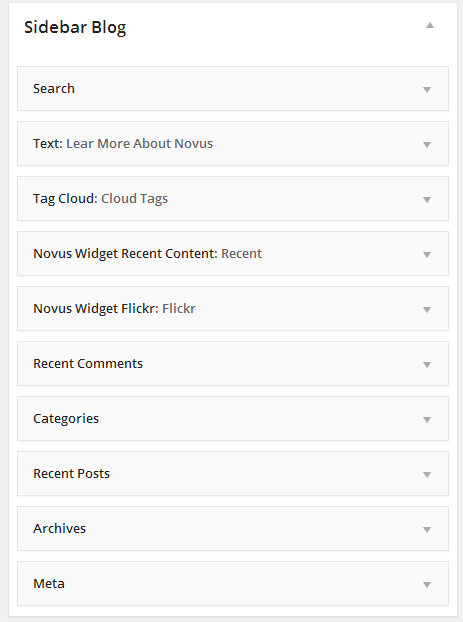 Sidebar Blog
Search
Text: Lear More About Novus
Tag Cloud: Cloud Tags
Novus Widget Recent Content: Recent
Novus Widget Flickr: Flickr
Recent Comments
Categories
Recent Posts
Archives
Meta